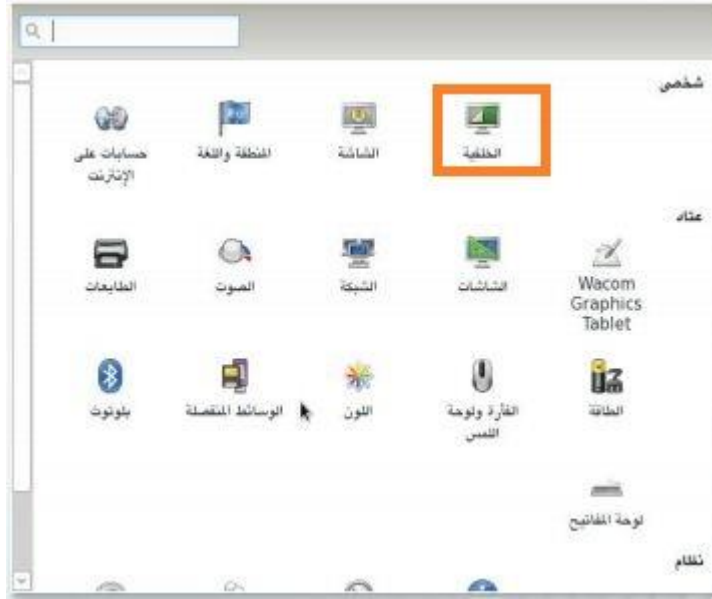 شخصي
الخلفية
الشاشة
المنطقة واللغة
حسابات على
الإنترنت
عتاد
Wacom
Graphics
Tablet
الشاشات
الشبكة
الصوت
الطابعات
الطاقة
الفأرة ولوحة
اللمس
اللون
الوسائط المنفصلة
بلوتوث
لوحة المفاتيح
نظام